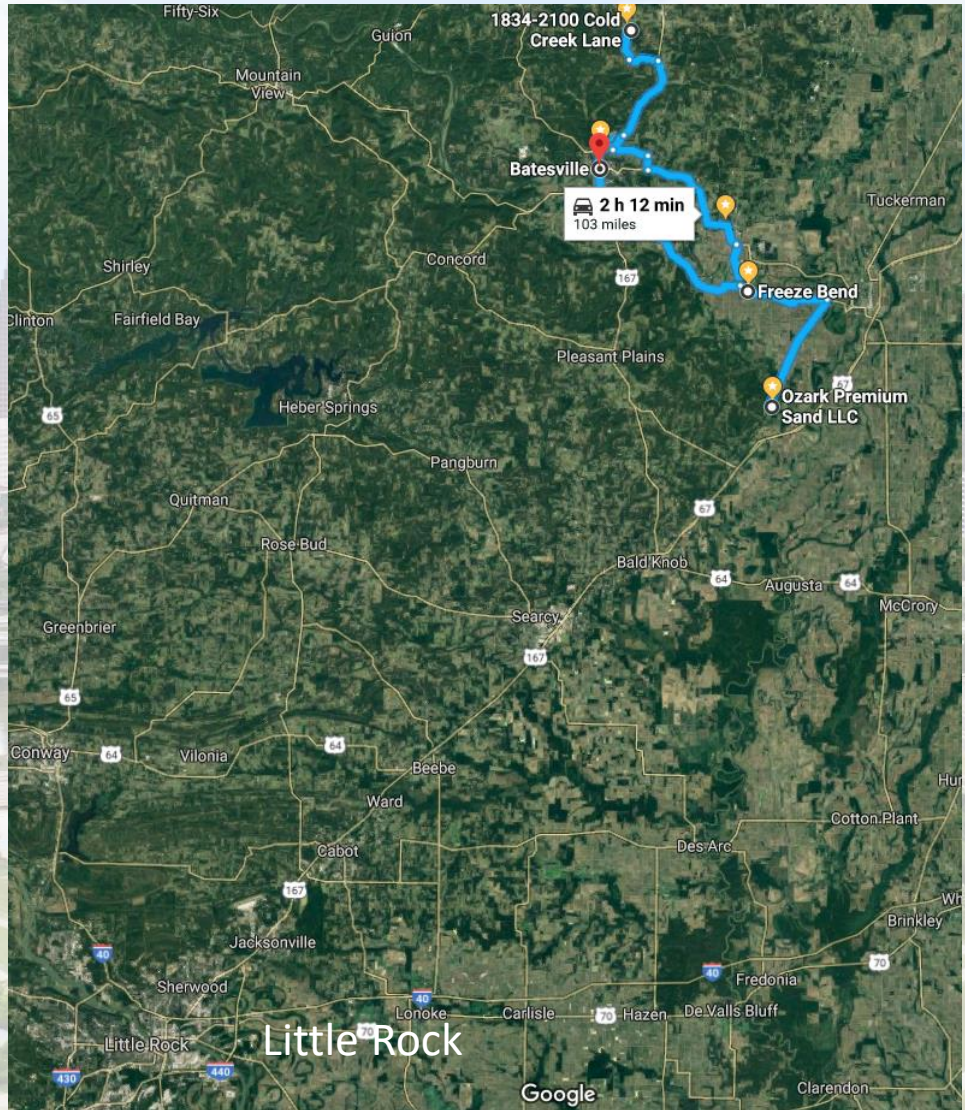 Fifty-Six
1834-2100 Cold
Creek Lane
Guion
Mountain
View
Batesville
2 h 12 min
103 miles
Tuckerman
Shirley
Concord
167
Clinton
Fairfield Bay
Freeze Bend
Pleasant Plains
67
65
Heber Springs
Ozark Premium
Sand LLC
Pangburn
Quitman
67
Rose Bud
Bald Knob
64
Augusta
64
McCrory
Searcy
Greenbrier
167
65
Conway
64
Vilonia
64
Beebe
Ward
Cotton Plant
Cabot
Des Arc
167
Brinkley
Jacksonville
40
70
40
Fredonia
Sherwood
40
Lonoke
Carlisle
70
Hazen
De Valls Bluff
70
Little Rock
Little Rock
430
440
Google
Clarendon